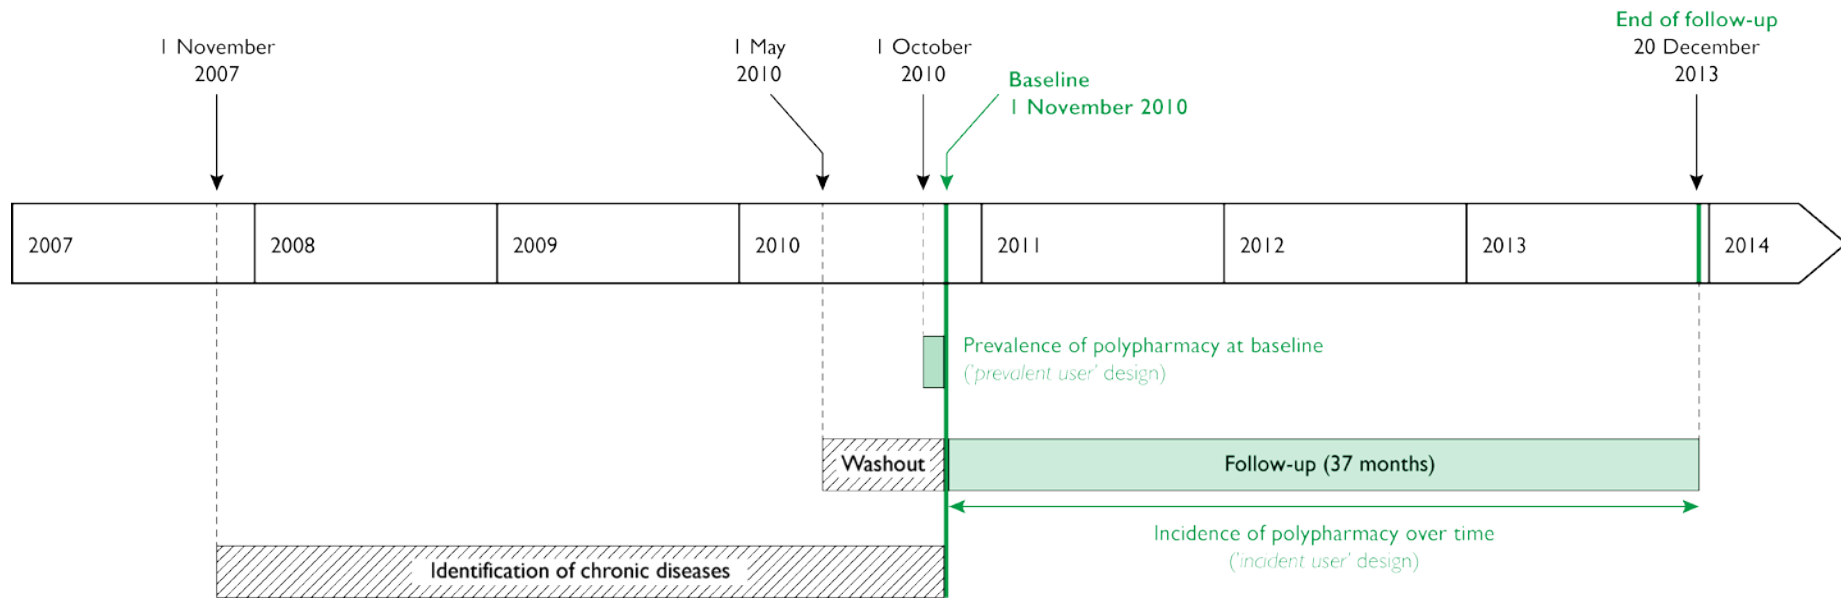 1 November
2007
1 May
2010
1 October
2010
Baseline
1 November 2010
End of follow-up
20 December
2013
2007
2008
2009
2010
2011
2012
2013
2014
Prevalence of polypharmacy at baseline
('prevalent user' design)
Washout
Follow-up (37 months)
Incidence of polypharmacy over time
('incident user' design)
Identification of chronic diseases